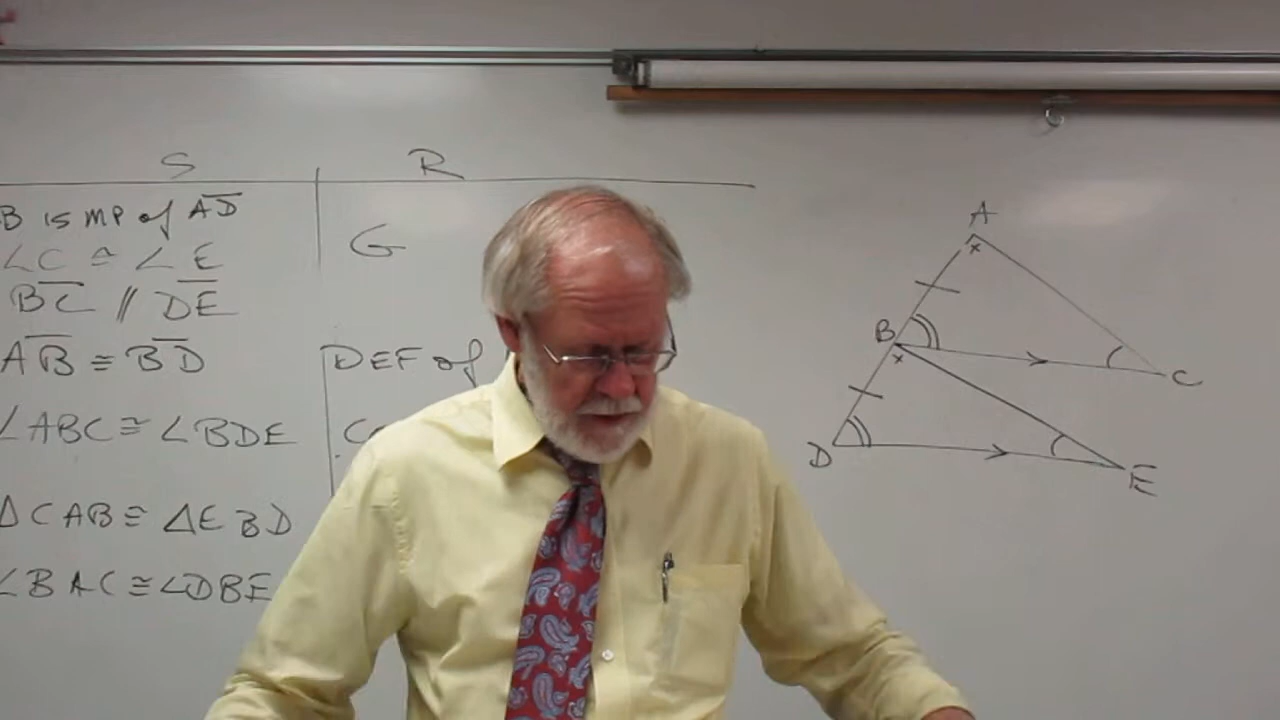 S R
B is MP of AD
∠C ≅ ∠E G
BC // DE
AB ≅ BD DEF of
∠ABC ≅ ∠BDE
ΔCAB ≅ ΔEBD
∠BAC ≅ ∠DBE
A
x
B
x
C
D
E